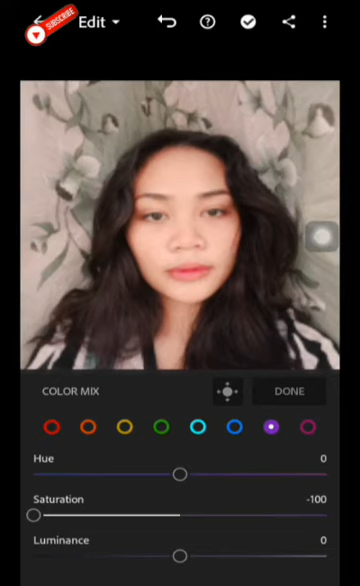 SUBSCRIBE
Edit
COLOR MIX
DONE
Hue 0
Saturation -100
Luminance 0